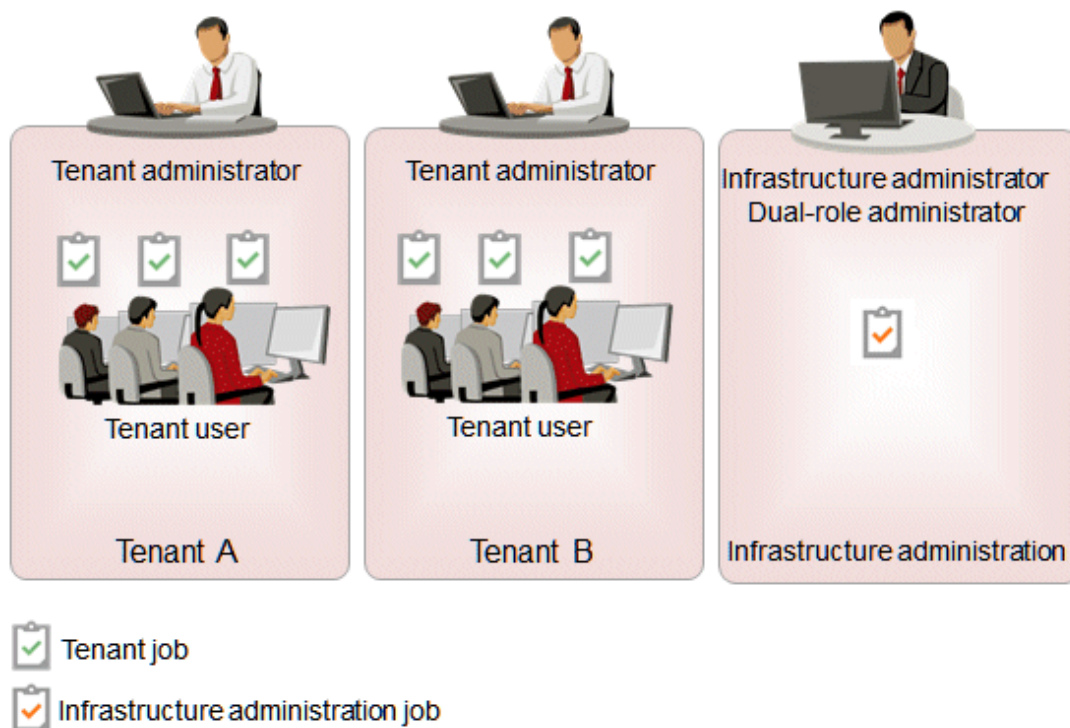 Tenant administrator
Tenant user
Tenant A
Tenant administrator
Tenant user
Tenant B
Infrastructure administrator
Dual-role administrator
Infrastructure administration
Tenant job
Infrastructure administration job